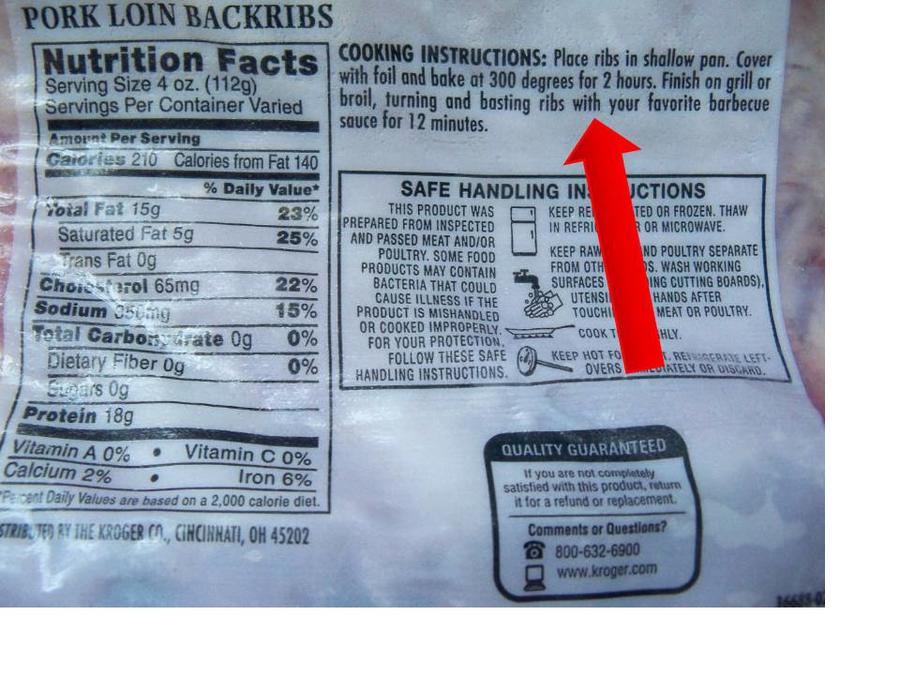 PORK LOIN BACKRIBS
Nutrition Facts
Serving Size 4 oz. (112g)
Servings Per Container Varied
Amount Per Serving
Calories 210 Calories from Fat 140
% Daily Value*
Total Fat 15g 23%
Saturated Fat 5g 25%
Trans Fat 0g
Cholesterol 65mg 22%
Sodium 350mg 15%
Total Carbohydrate 0g 0%
Dietary Fiber 0g 0%
Sugars 0g
Protein 18g
Vitamin A 0% • Vitamin C 0%
Calcium 2% • Iron 6%
*Percent Daily Values are based on a 2,000 calorie diet.
STRIBUTED BY THE KROGER CO., CINCINNATI, OH 45202
COOKING INSTRUCTIONS: Place ribs in shallow pan. Cover
with foil and bake at 300 degrees for 2 hours. Finish on grill or
broil, turning and basting ribs with your favorite barbecue
sauce for 12 minutes.
SAFE HANDLING IN UCTIONS
THIS PRODUCT WAS
PREPARED FROM INSPECTED
AND PASSED MEAT AND/OR
POULTRY. SOME FOOD
PRODUCTS MAY CONTAIN
BACTERIA THAT COULD
CAUSE ILLNESS IF THE
PRODUCT IS MISHANDLED
OR COOKED IMPROPERLY.
FOR YOUR PROTECTION,
FOLLOW THESE SAFE
HANDLING INSTRUCTIONS.
KEEP OR FROZEN. THAW
IN OR MICROWAVE.
KEEP RAW AND POULTRY SEPARATE
FROM WASH WORKING
SURFACES CUTTING BOARDS),
HANDS AFTER
MEAT OR POULTRY.
COOK
KEEP HOT REFRIGERATE LEFT-
OVERS OR DISCARD.
QUALITY GUARANTEED
If you are not completely
satisfied with this product, return
it for a refund or replacement.
Comments or Questions?
800-632-6900
www.kroger.com